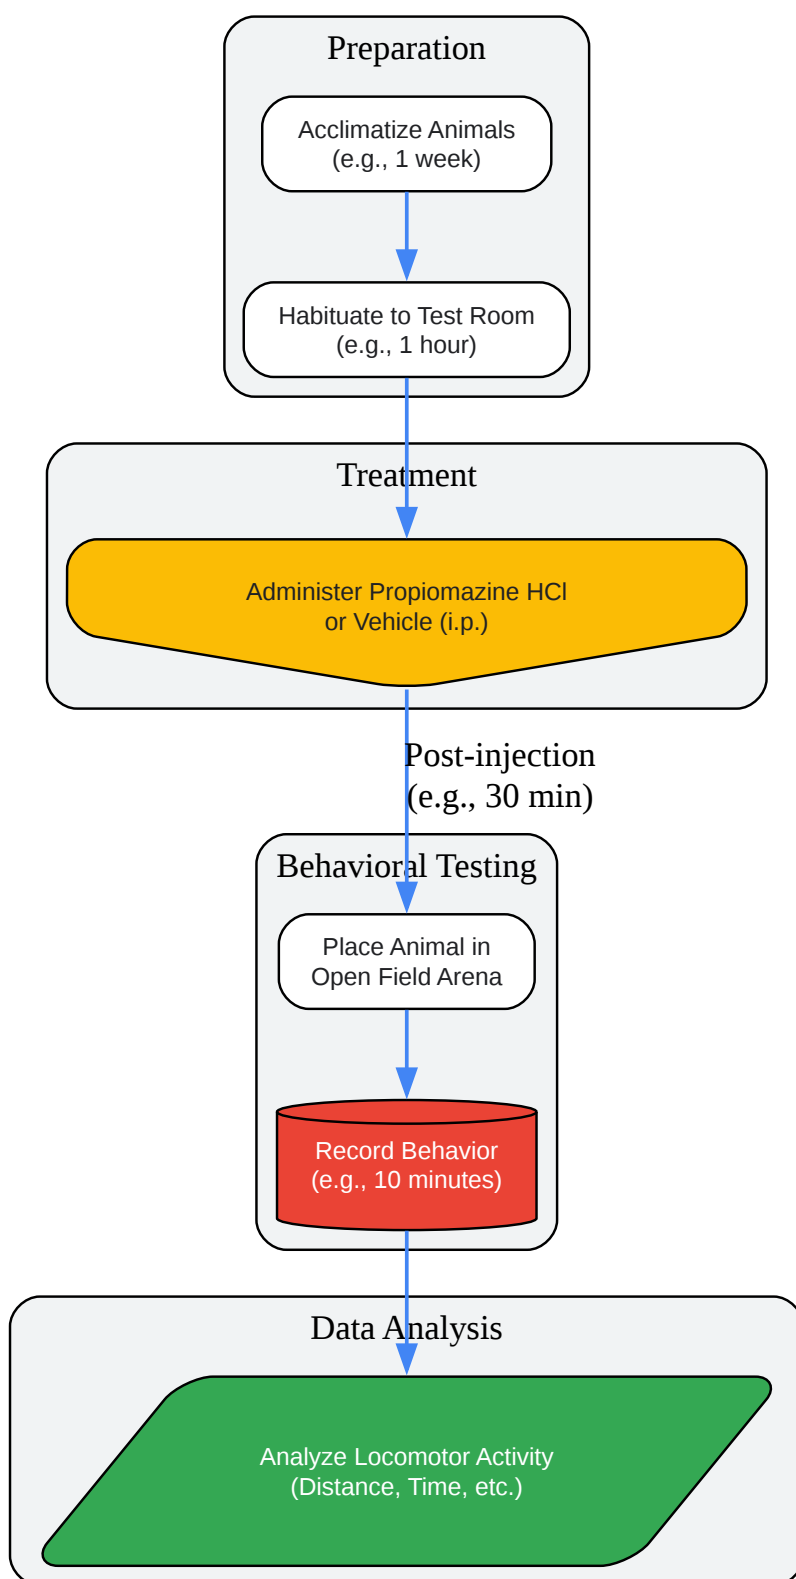 Preparation
Acclimatize Animals
(e.g., 1 week)
Habituate to Test Room
(e.g., 1 hour)
Treatment
Administer Propiomazine HCl
or Vehicle (i.p.)
Post-injection
(e.g., 30 min)
Behavioral Testing
Place Animal in
Open Field Arena
Record Behavior
(e.g., 10 minutes)
Data Analysis
Analyze Locomotor Activity
(Distance, Time, etc.)